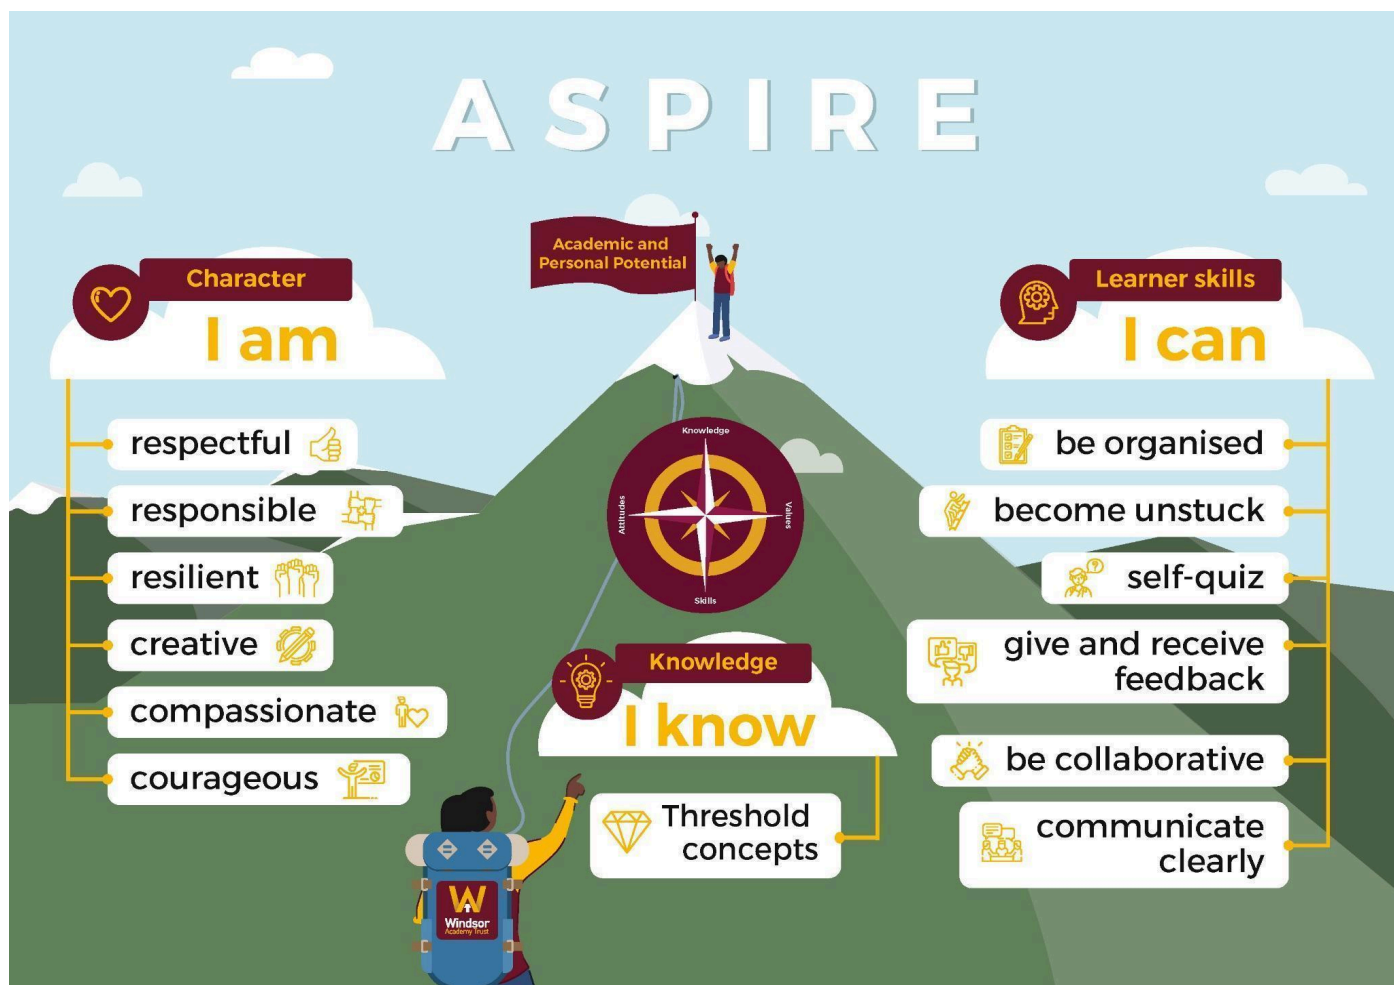 ASPIRE
Academic and
Personal Potential
Character
I am
respectful
responsible
resilient
creative
compassionate
courageous
Knowledge
Attitudes
Values
Skills
Knowledge
I know
Threshold
concepts
Learner skills
I can
be organised
become unstuck
self-quiz
give and receive
feedback
be collaborative
communicate
clearly
W
Windsor
Academy Trust